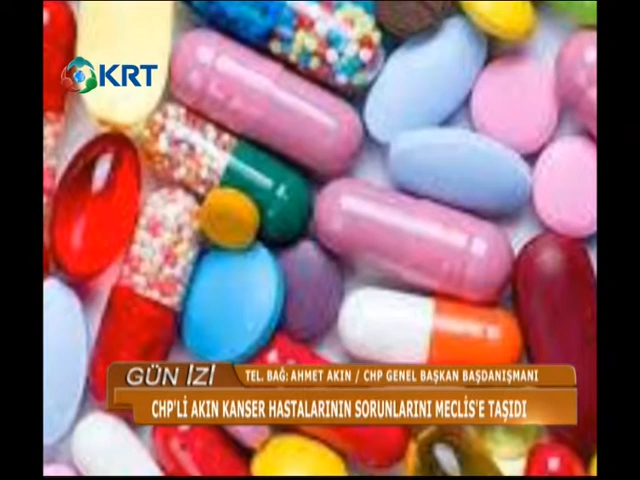 KRT
GÜN İZİ
TEL. BAĞ: AHMET AKIN / CHP GENEL BAŞKAN BAŞDANIŞMANI
CHP'Lİ AKIN KANSER HASTALARININ SORUNLARINI MECLİS'E TAŞIDI